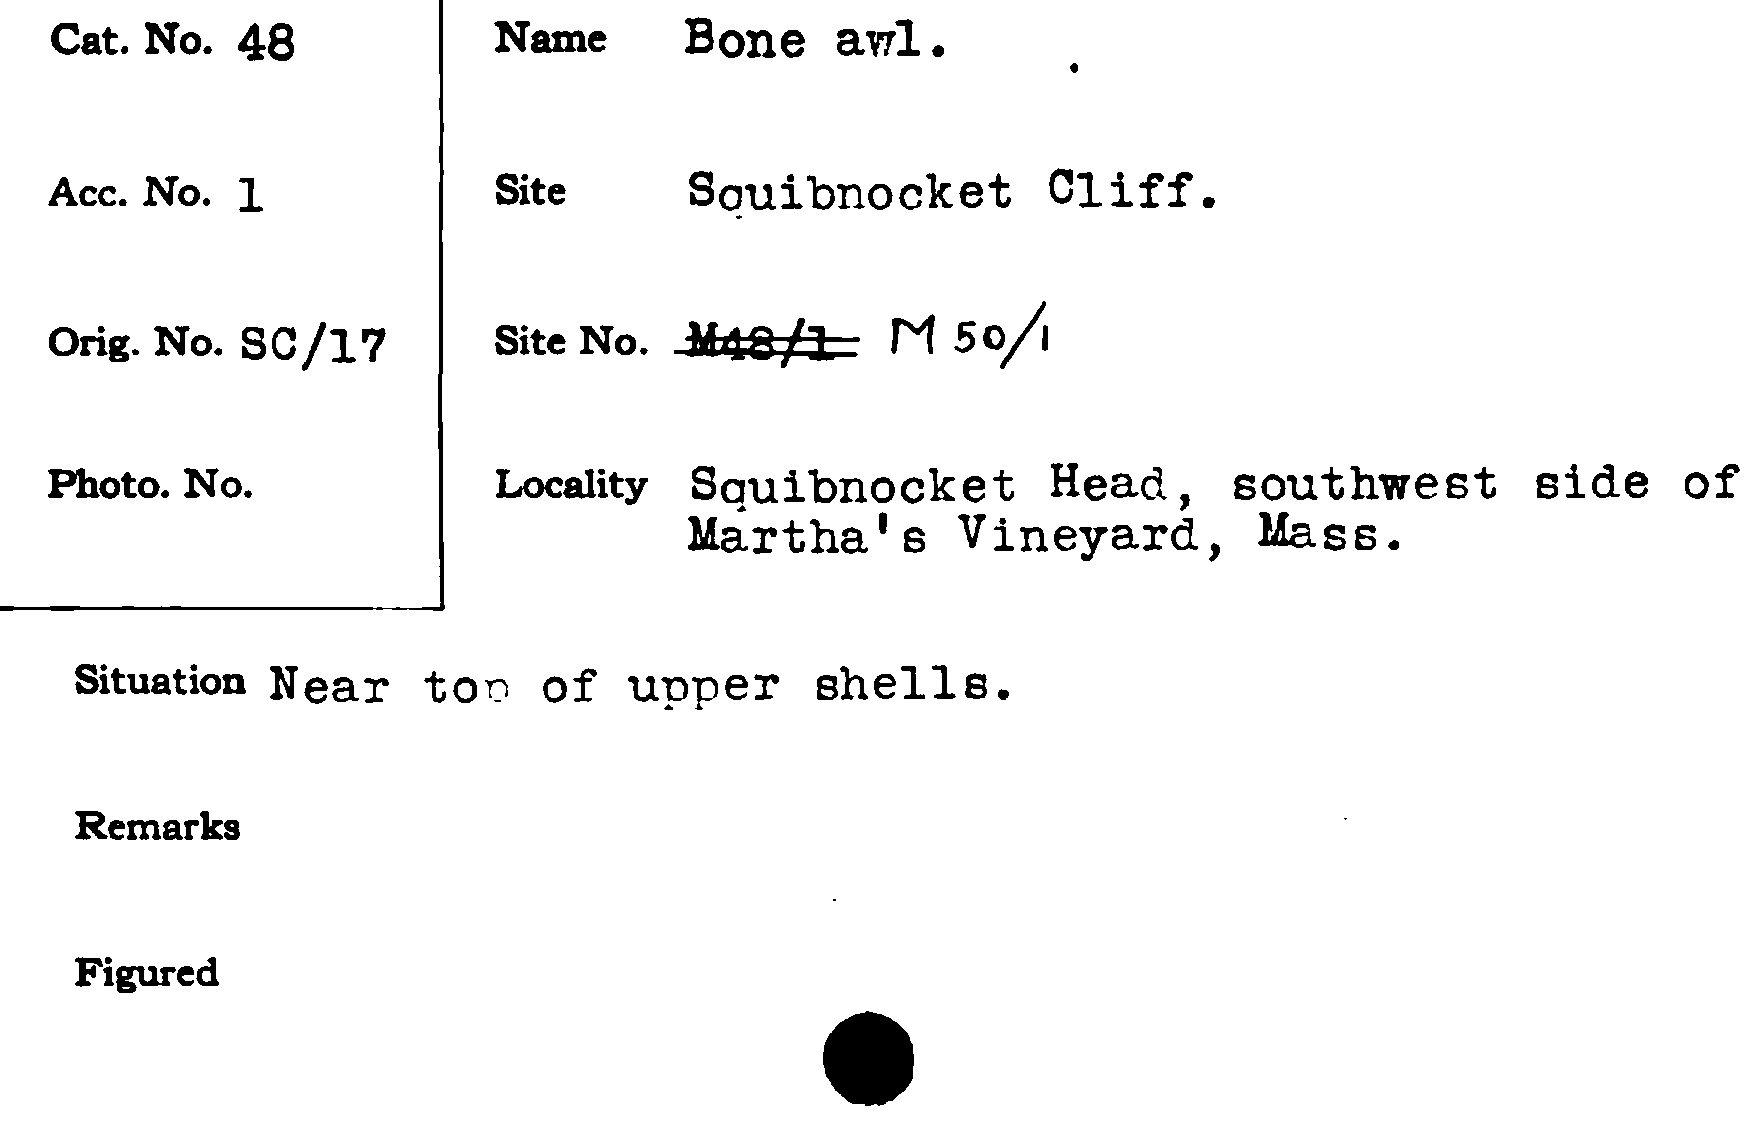 Cat. No. 48
Name Bone awl.
Acc. No. 1
Site Squibnocket Cliff.
Orig. No. SC/17
Site No. M48/1 M 50/1
Photo. No.
Locality Squibnocket Head, southwest side of
Martha's Vineyard, Mass.
Situation Near top of upper shells.
Remarks
Figured